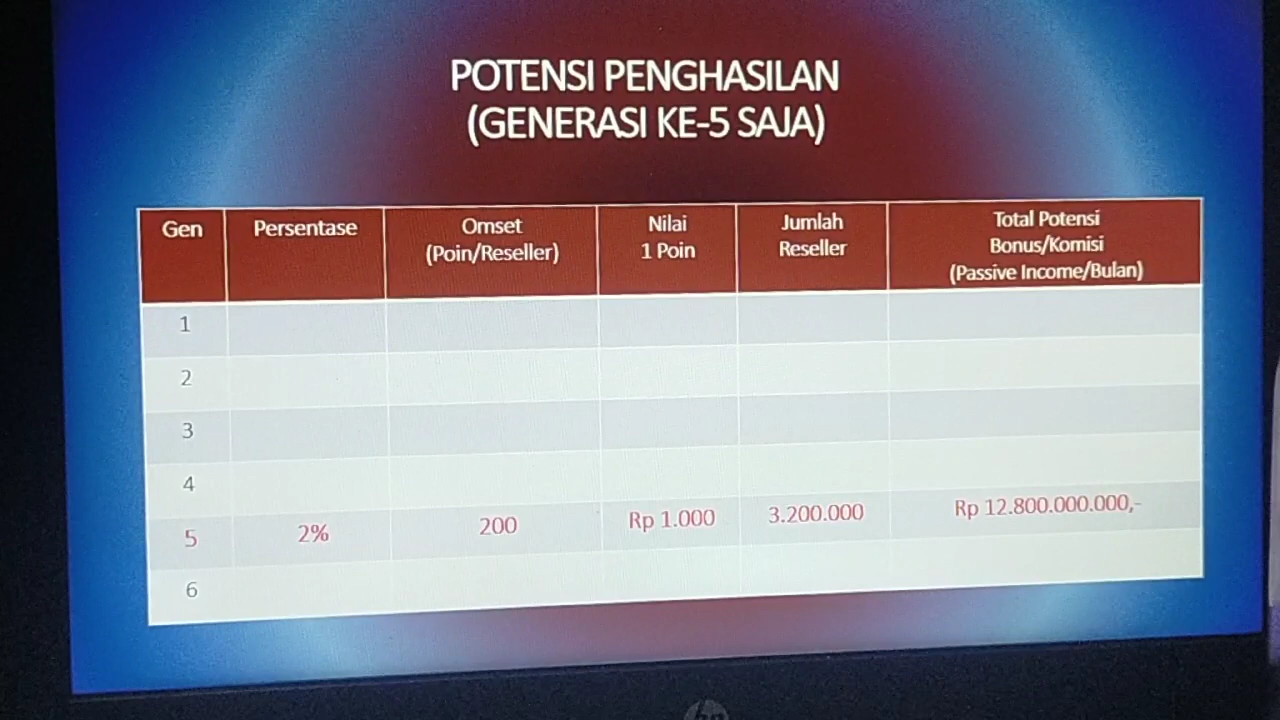 POTENSI PENGHASILAN
(GENERASI KE-5 SAJA)
Gen
Persentase
Omset
(Poin/Reseller)
Nilai
1 Poin
Jumlah
Reseller
Total Potensi
Bonus/Komisi
(Passive Income/Bulan)
1
2
3
4
5 2% 200 Rp 1.000 3.200.000 Rp 12.800.000.000,-
6
hp